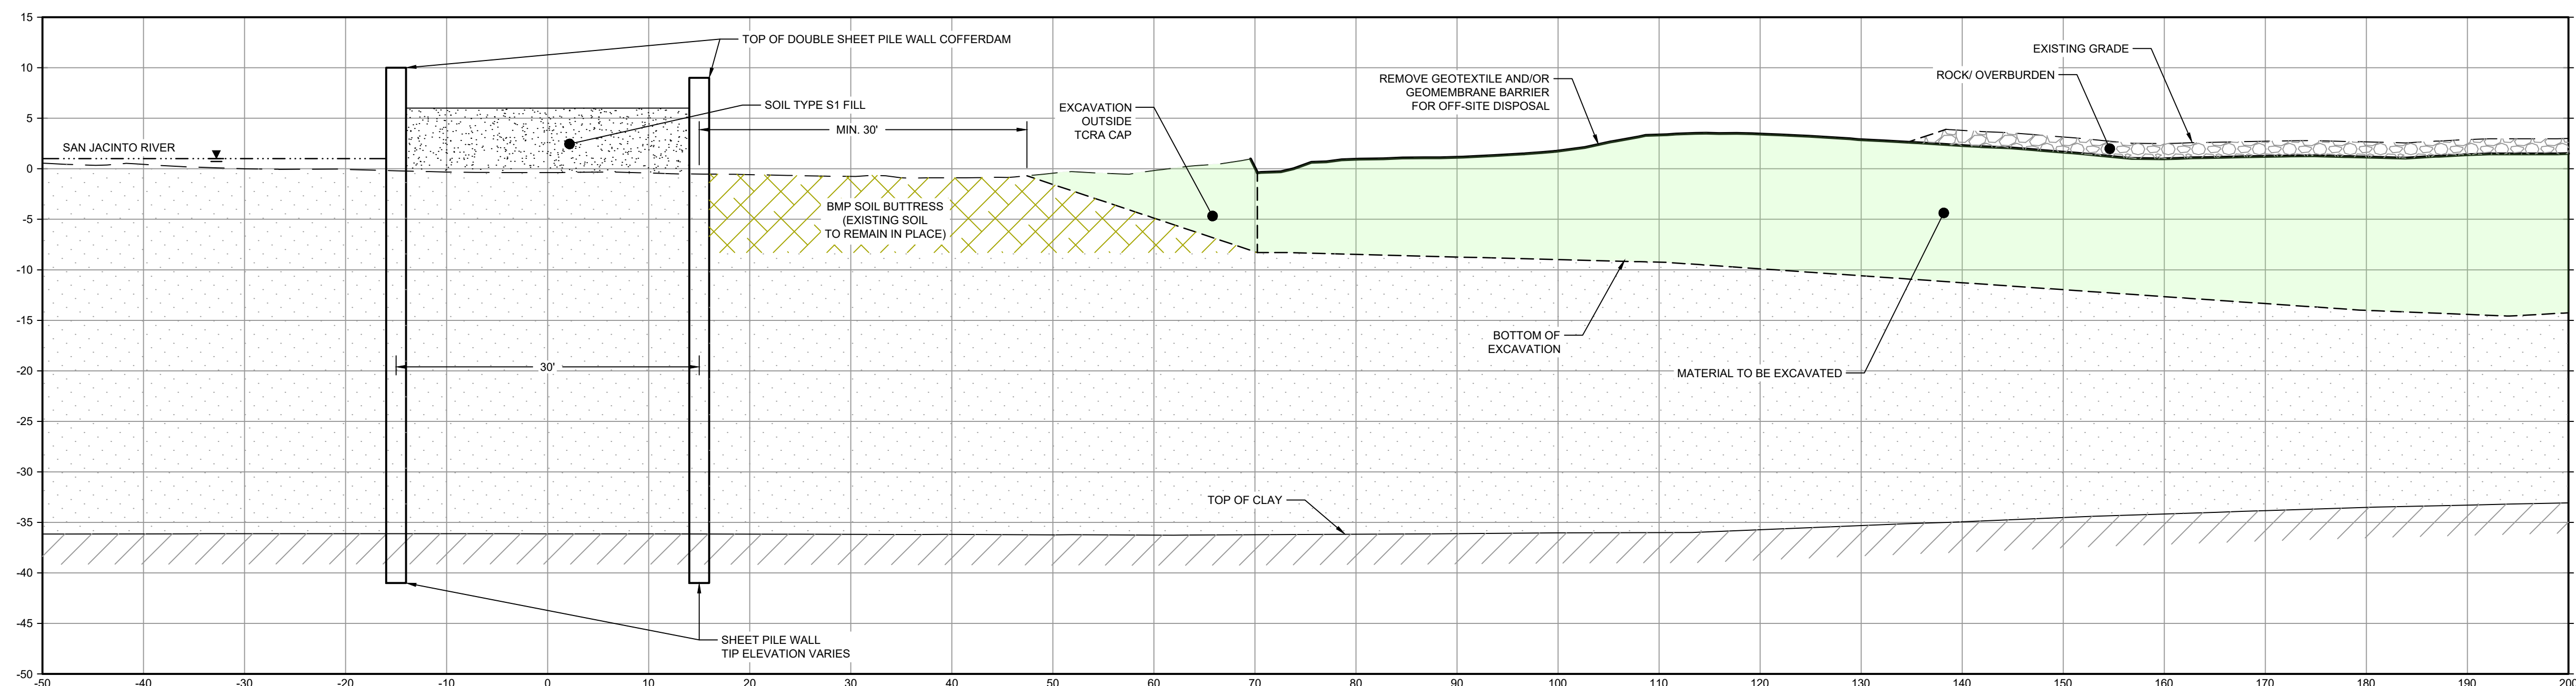 15
10
5
0
-5
-10
-15
-20
-25
-30
-35
-40
-45
-50
TOP OF DOUBLE SHEET PILE WALL COFFERDAM
SOIL TYPE S1 FILL
SAN JACINTO RIVER
MIN. 30'
EXCAVATION
OUTSIDE
TCRA CAP
REMOVE GEOTEXTILE AND/OR
GEOMEMBRANE BARRIER
FOR OFF-SITE DISPOSAL
EXISTING GRADE
ROCK/ OVERBURDEN
BMP SOIL BUTTRESS
(EXISTING SOIL
TO REMAIN IN PLACE)
30'
BOTTOM OF
EXCAVATION
MATERIAL TO BE EXCAVATED
TOP OF CLAY
SHEET PILE WALL
TIP ELEVATION VARIES
-50 -40 -30 -20 -10 0 10 20 30 40 50 60 70 80 90 100 110 120 130 140 150 160 170 180 190 200